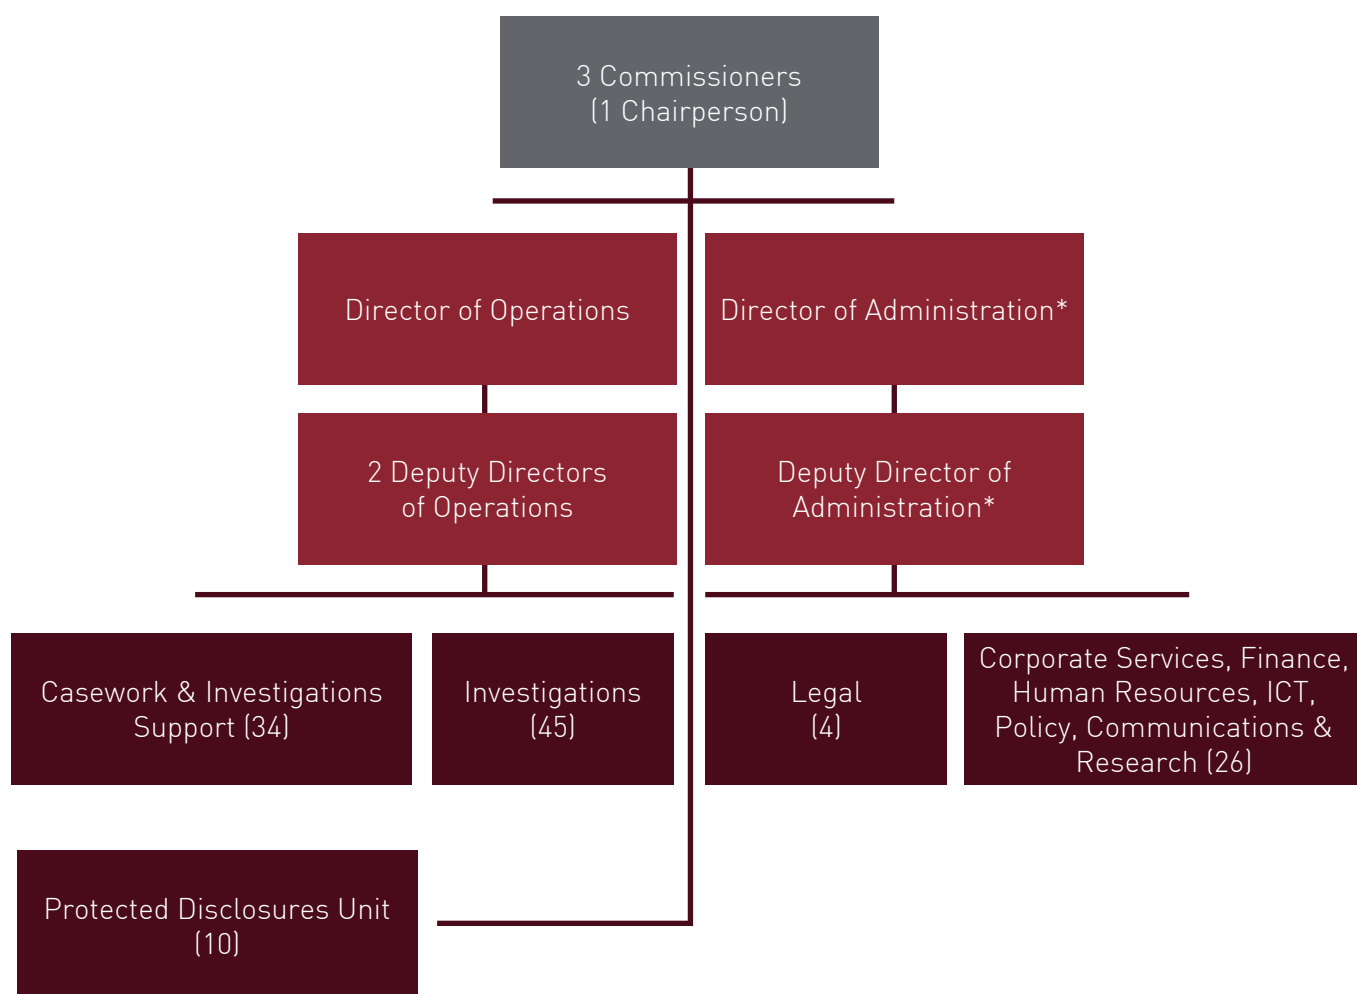 3 Commissioners
(1 Chairperson)
Director of Operations
Director of Administration*
2 Deputy Directors
of Operations
Deputy Director of
Administration*
Casework & Investigations
Support (34)
Investigations
(45)
Legal
(4)
Corporate Services, Finance,
Human Resources, ICT,
Policy, Communications &
Research (26)
Protected Disclosures Unit
(10)